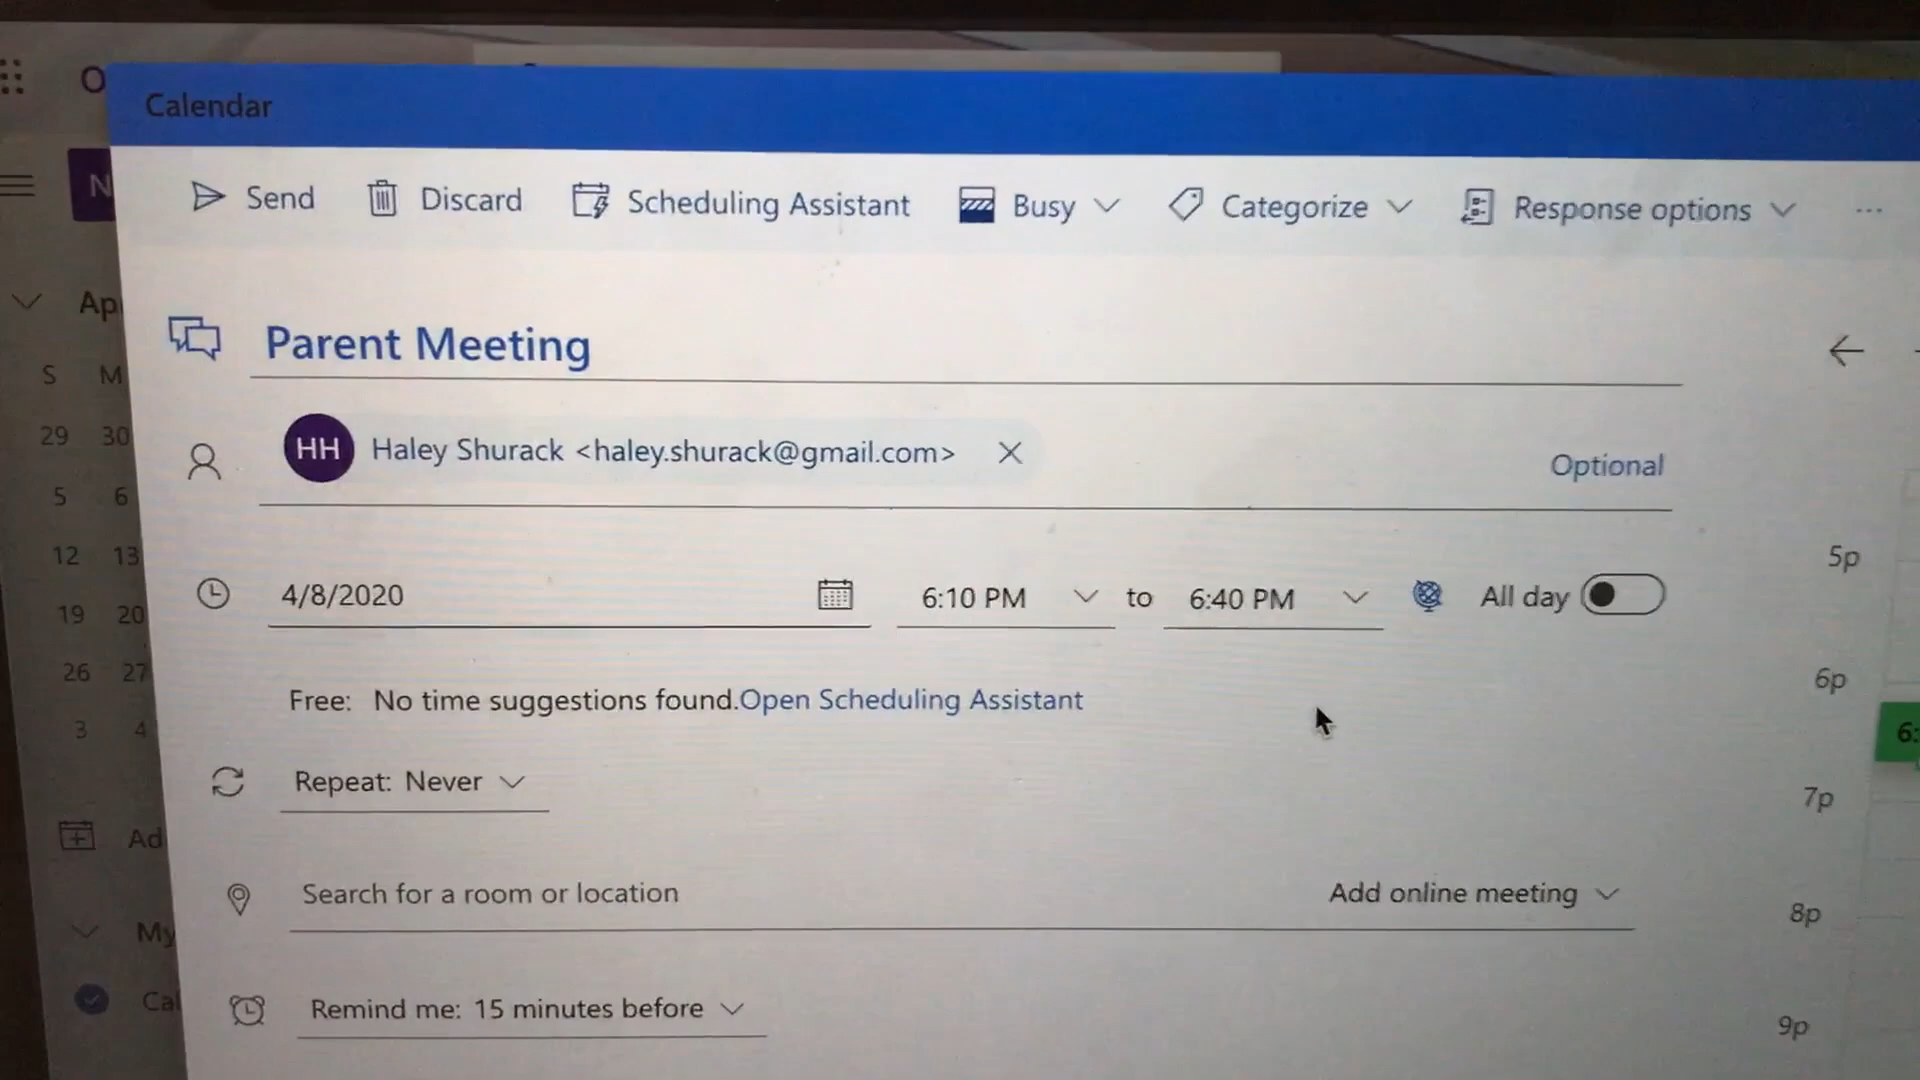 O
Calendar
N
Send Discard Scheduling Assistant Busy Categorize Response options ...
Parent Meeting
S M
HH Haley Shurack <haley.shurack@gmail.com>
Optional
29 30
5 6
12 13
19 20
26 27
3 4
4/8/2020 6:10 PM to 6:40 PM All day
Free: No time suggestions found.Open Scheduling Assistant
Repeat: Never
Search for a room or location Add online meeting
Remind me: 15 minutes before
Ad
My
5p
6p
6:
7p
8p
9p